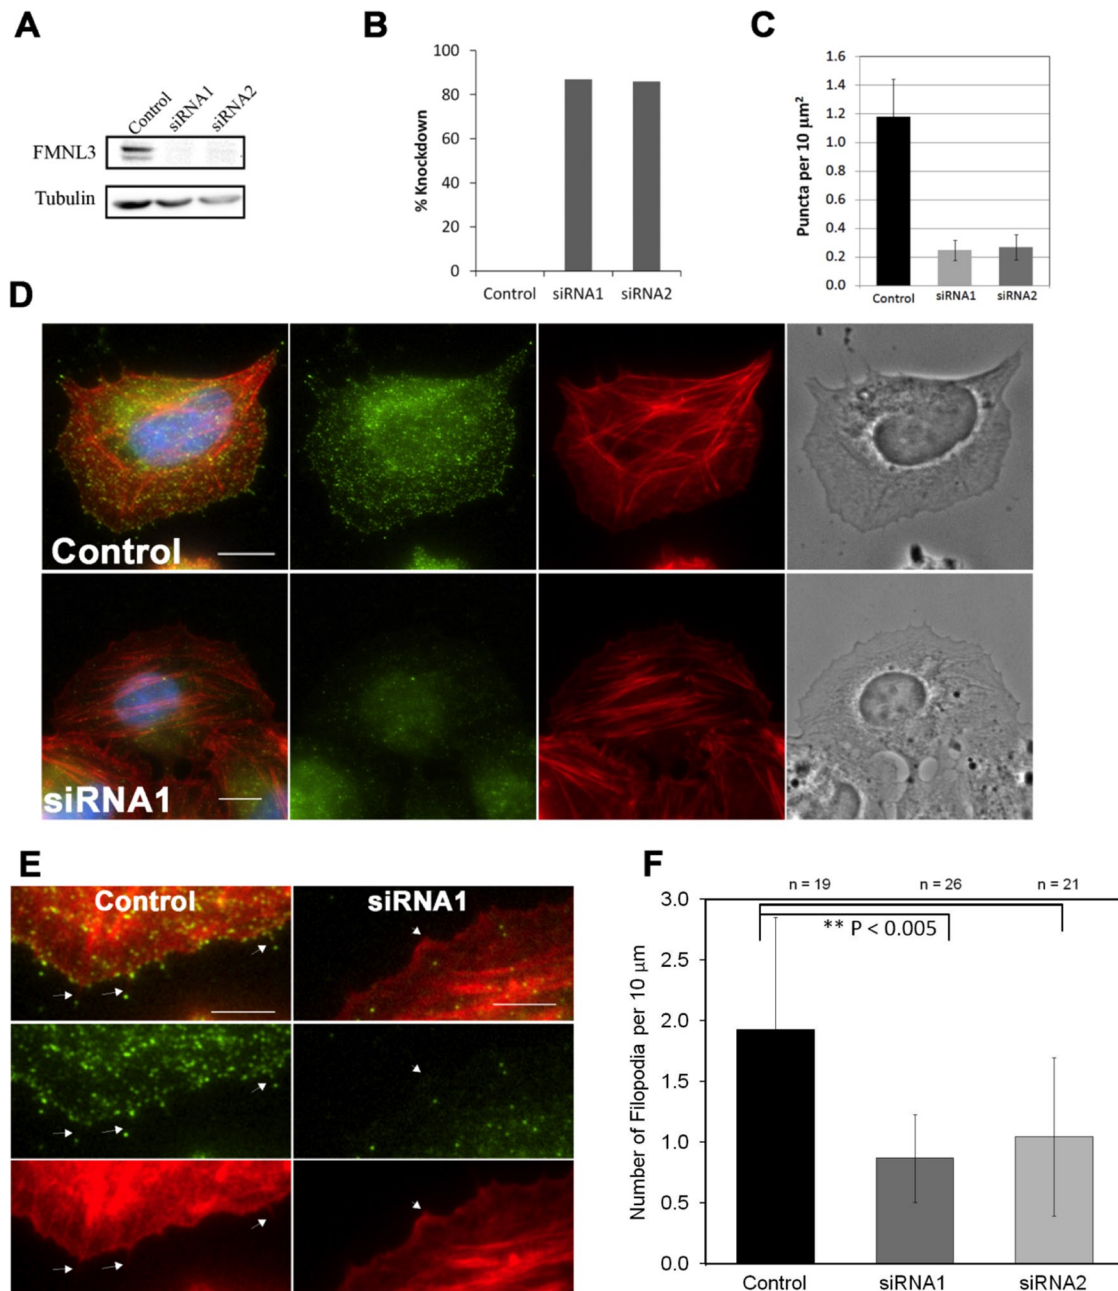 A
Control
siRNA1
siRNA2
FMNL3
Tubulin
B
% Knockdown
100
80
60
40
20
0
Control siRNA1 siRNA2
C
Puncta per 10 μm²
1.6
1.4
1.2
1.0
0.8
0.6
0.4
0.2
0.0
Control siRNA1 siRNA2
D
Control
siRNA1
E
Control siRNA1
F
n = 19 n = 26 n = 21
** P < 0.005
Number of Filopodia per 10 μm
3.0
2.5
2.0
1.5
1.0
0.5
0.0
Control siRNA1 siRNA2